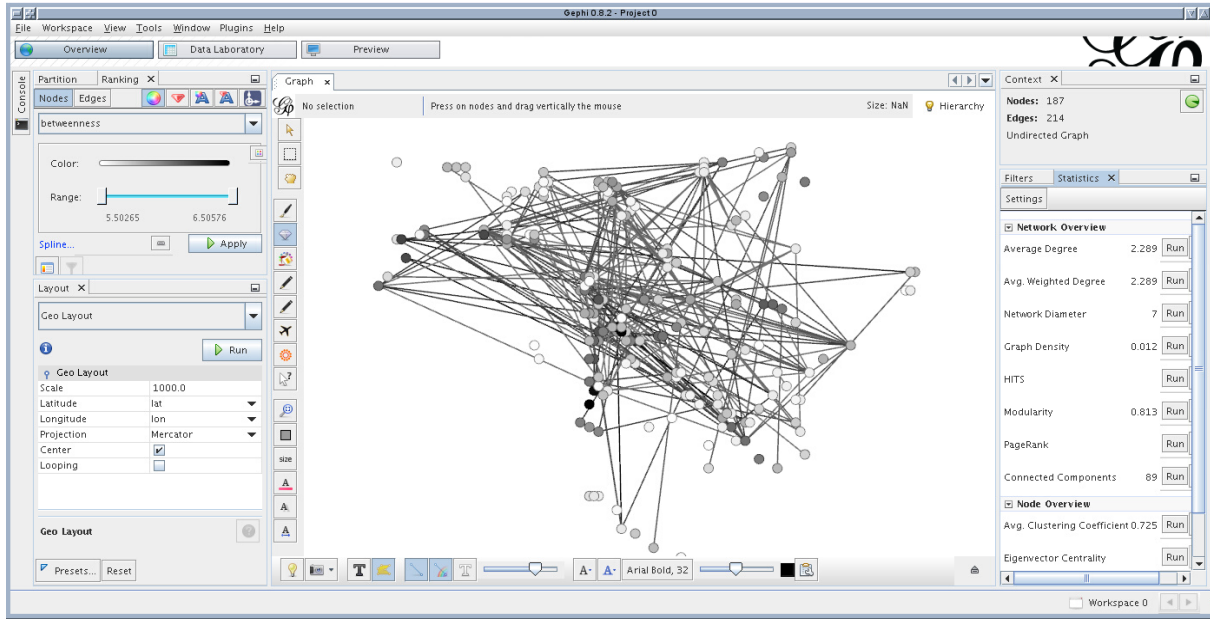 Gephi 0.8.2 - Project 0
File Workspace View Tools Window Plugins Help
Overview Data Laboratory Preview
Console
Partition Ranking
Nodes Edges
betweenness
Color:
Range:
5.50265 6.50576
Spline... Apply
Layout
Geo Layout
Run
Geo Layout
Scale 1000.0
Latitude lat
Longitude lon
Projection Mercator
Center
Looping
Geo Layout
Presets... Reset
Graph
No selection Press on nodes and drag vertically the mouse Size: NaN Hierarchy
size
A
A
A
T T A- A- Arial Bold, 32
Context
Nodes: 187
Edges: 214
Undirected Graph
Filters Statistics
Settings
Network Overview
Average Degree 2.289 Run
Avg. Weighted Degree 2.289 Run
Network Diameter 7 Run
Graph Density 0.012 Run
HITS Run
Modularity 0.813 Run
PageRank Run
Connected Components 89 Run
Node Overview
Avg. Clustering Coefficient 0.725 Run
Eigenvector Centrality Run
Workspace 0